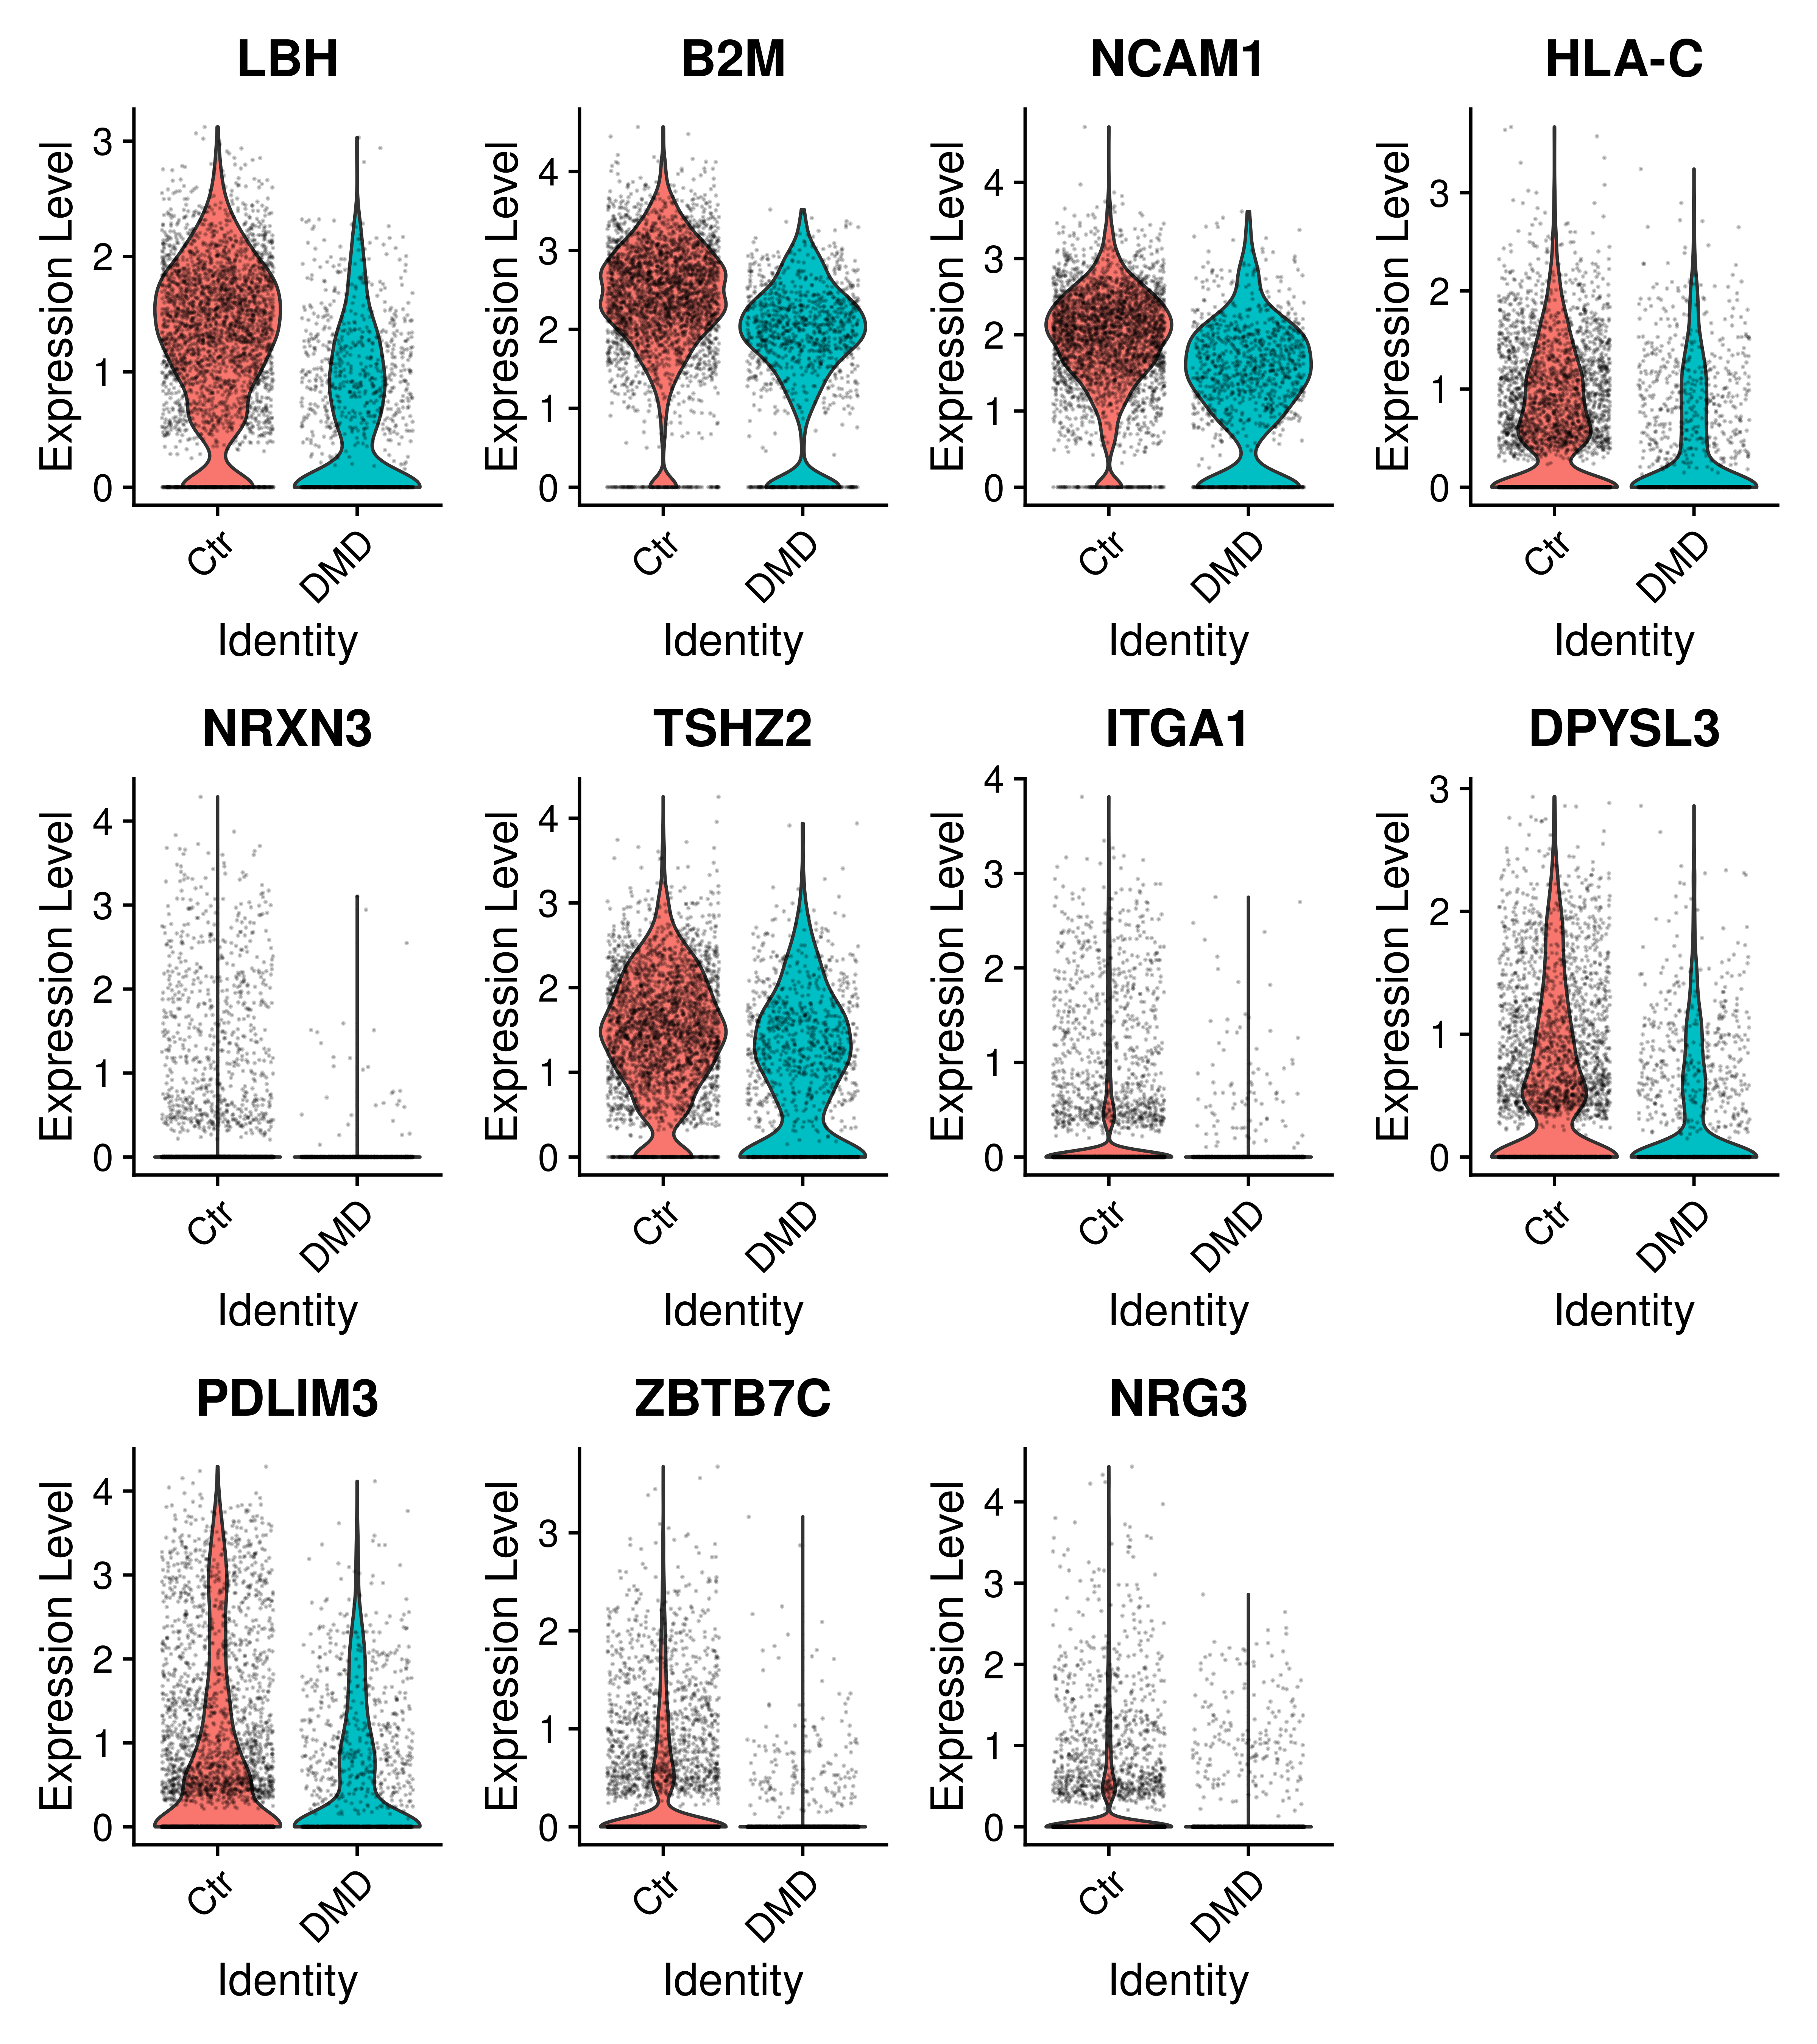 LBH B2M NCAM1 HLA-C
Expression Level Expression Level Expression Level Expression Level
3 4 4 3
2 3 3 2
1 2 2 1
0 1 1 0
0 0
Ctr DMD Ctr DMD Ctr DMD Ctr DMD
Identity Identity Identity Identity
NRXN3 TSHZ2 ITGA1 DPYSL3
Expression Level Expression Level Expression Level Expression Level
4 4 4 3
3 3 3 2
2 2 2 1
1 1 1 0
0 0 0
Ctr DMD Ctr DMD Ctr DMD Ctr DMD
Identity Identity Identity Identity
PDLIM3 ZBTB7C NRG3
Expression Level Expression Level Expression Level
4 3 4
3 2 3
2 1 2
1 0 1
0 0
Ctr DMD Ctr DMD Ctr DMD
Identity Identity Identity